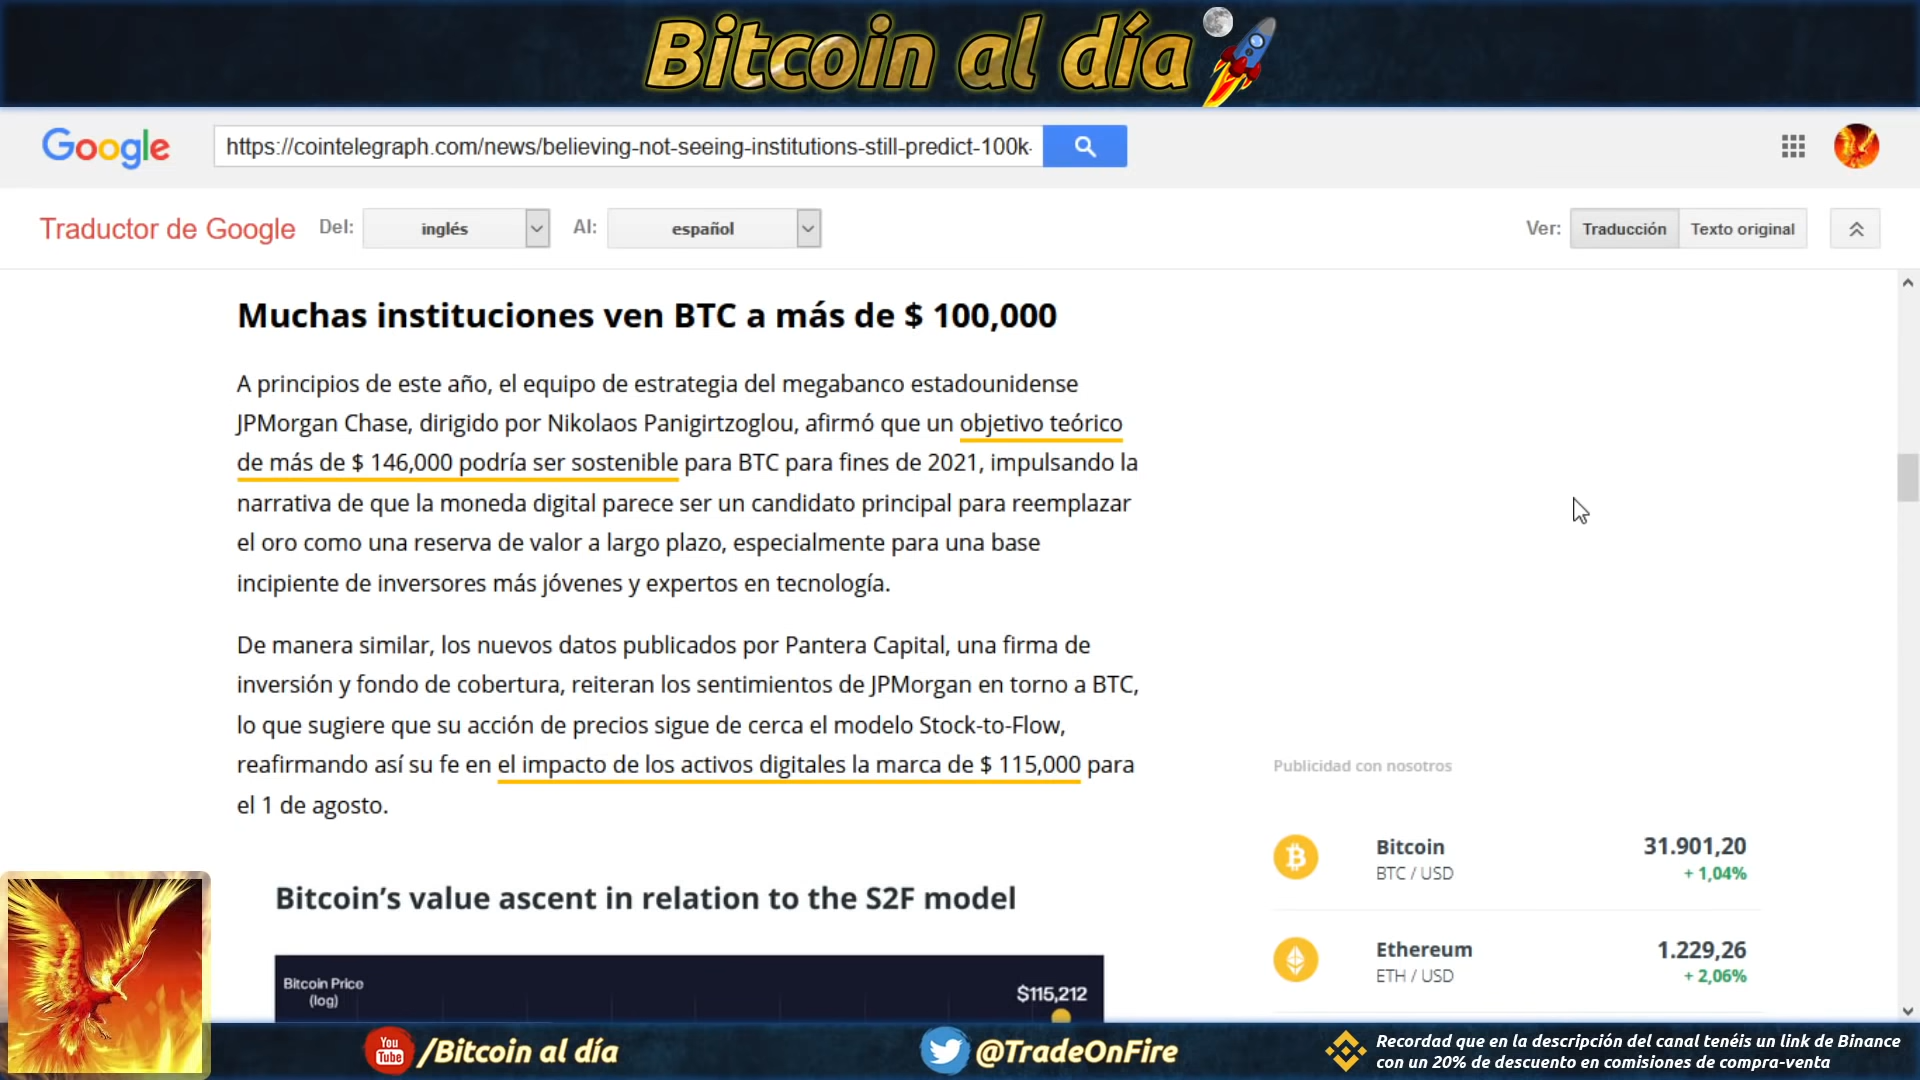 Bitcoin al día
Google
https://cointelegraph.com/news/believing-not-seeing-institutions-still-predict-100k-
Traductor de Google
Del:
inglés
Al:
español
Ver:
Traducción
Texto original
Muchas instituciones ven BTC a más de $ 100,000
A principios de este año, el equipo de estrategia del megabanco estadounidense
JPMorgan Chase, dirigido por Nikolaos Panigirtzoglou, afirmó que un objetivo teórico
de más de $ 146,000 podría ser sostenible para BTC para fines de 2021, impulsando la
narrativa de que la moneda digital parece ser un candidato principal para reemplazar
el oro como una reserva de valor a largo plazo, especialmente para una base
incipiente de inversores más jóvenes y expertos en tecnología.
De manera similar, los nuevos datos publicados por Pantera Capital, una firma de
inversión y fondo de cobertura, reiteran los sentimientos de JPMorgan en torno a BTC,
lo que sugiere que su acción de precios sigue de cerca el modelo Stock-to-Flow,
reafirmando así su fe en el impacto de los activos digitales la marca de $ 115,000 para
el 1 de agosto.
Bitcoin’s value ascent in relation to the S2F model
Bitcoin Price
(log)
$115,212
Publicidad con nosotros
Bitcoin
31.901,20
BTC / USD
+ 1,04%
Ethereum
1.229,26
ETH / USD
+ 2,06%
You
Tube
/Bitcoin al día
@TradeOnFire
Recordad que en la descripción del canal tenéis un link de Binance
con un 20% de descuento en comisiones de compra-venta